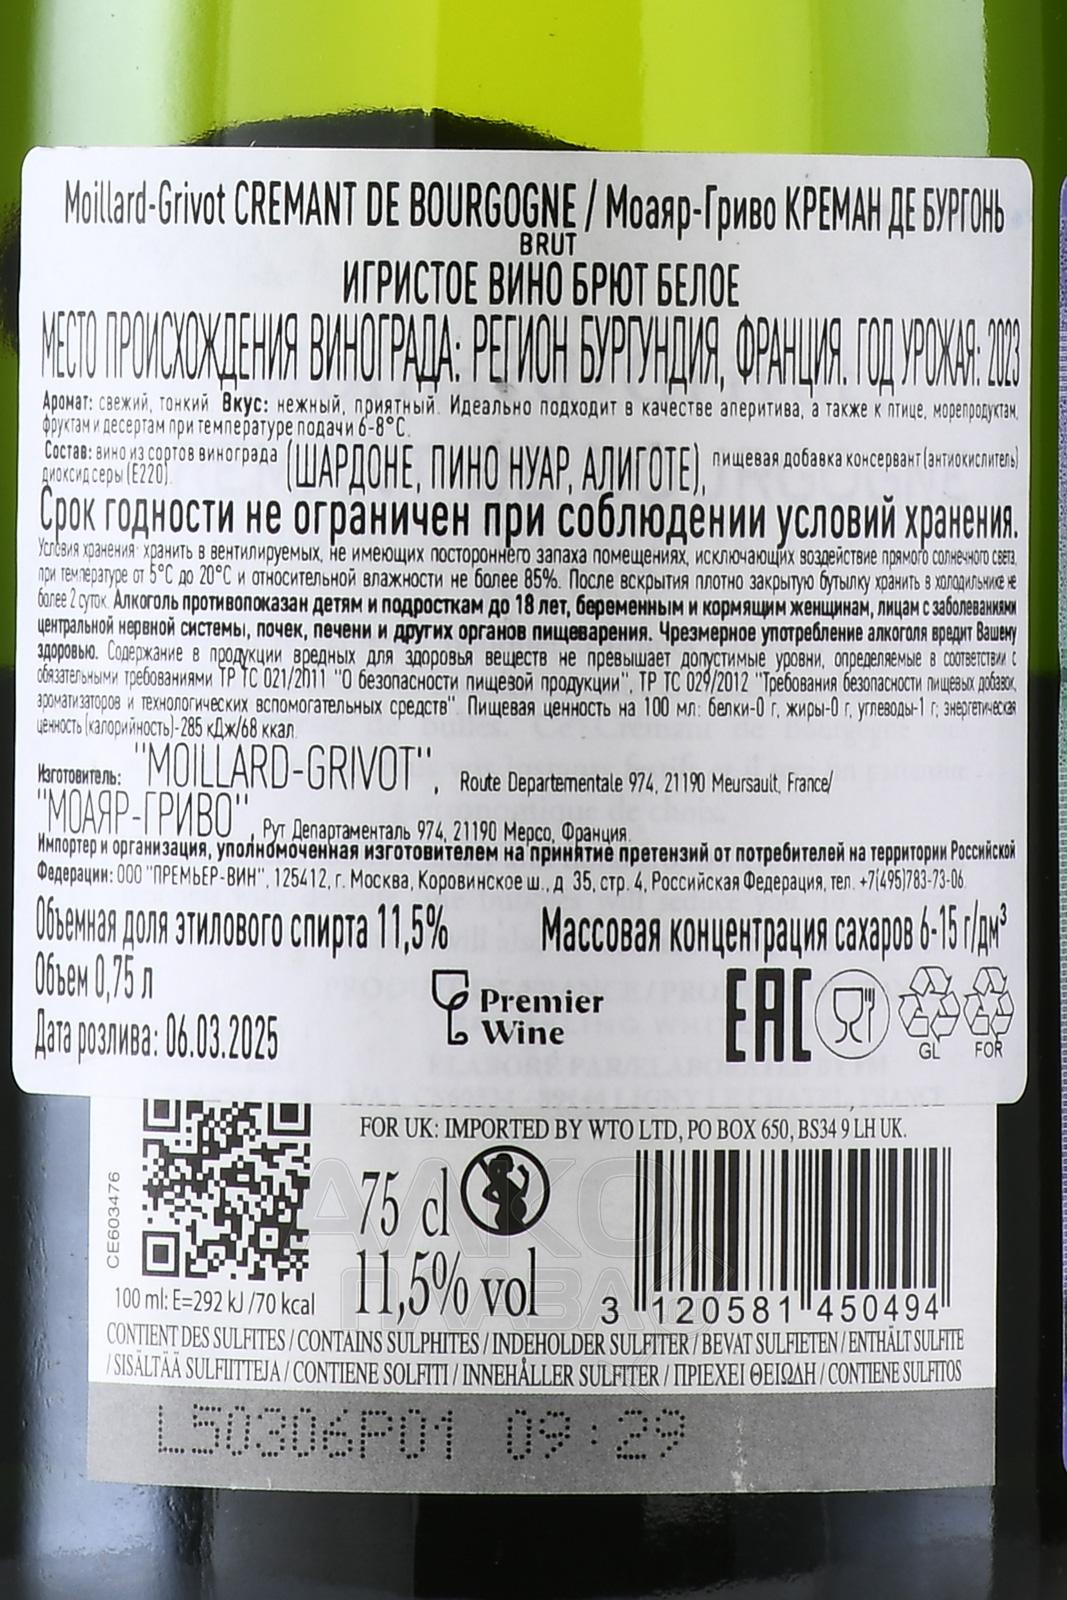 Moillard-Grivot CREMANT DE BOURGOGNE / Моаяр-Гриво КРЕМАН ДЕ БУРГОНЬ
BRUT
ИГРИСТОЕ ВИНО БРЮТ БЕЛОЕ
МЕСТО ПРОИСХОЖДЕНИЯ ВИНОГРАДА: РЕГИОН БУРГУНДИЯ, ФРАНЦИЯ. ГОД УРОЖАЯ: 2023
Аромат: свежий, тонкий. Вкус: нежный, приятный. Идеально подходит в качестве аперитива, а также к птице, морепродуктам,
фруктам и десертам при температуре подачи 6-8°С.
Состав: вино из сортов винограда (ШАРДОНЕ, ПИНО НУАР, АЛИГОТЕ), пищевая добавка консервант (антиокислитель)
диоксид серы (Е220).
Срок годности не ограничен при соблюдении условий хранения.
Условия хранения: хранить в вентилируемых, не имеющих постороннего запаха помещениях, исключающих воздействие прямого солнечного света,
при температуре от 5°С до 20°С и относительной влажности не более 85%. После вскрытия плотно закрытую бутылку хранить в холодильнике не
более 2 суток. Алкоголь противопоказан детям и подросткам до 18 лет, беременным и кормящим женщинам, лицам с заболеваниями
центральной нервной системы, почек, печени и других органов пищеварения. Чрезмерное употребление алкоголя вредит Вашему
здоровью. Содержание в продукции вредных для здоровья веществ не превышает допустимые уровни, определяемые в соответствии с
обязательными требованиями ТР ТС 021/2011 "О безопасности пищевой продукции", ТР ТС 029/2012 "Требования безопасности пищевых добавок,
ароматизаторов и технологических вспомогательных средств". Пищевая ценность на 100 мл: белки-0 г, жиры-0 г, углеводы-1 г; энергетическая
ценность (калорийность)-285 кДж/68 ккал.
Изготовитель: "MOILLARD-GRIVOT", Route Departementale 974, 21190 Meursault, France/
"МОАЯР-ГРИВО", Рут Департаменталь 974, 21190 Мерсо, Франция.
Импортер и организация, уполномоченная изготовителем на принятие претензий от потребителей на территории Российской
Федерации: ООО "ПРЕМЬЕР-ВИН", 125412, г. Москва, Коровинское ш., д. 35, стр. 4, Российская Федерация, тел. +7(495)783-73-06.
Объемная доля этилового спирта 11,5% Массовая концентрация сахаров 6-15 г/дм³
Объем 0,75 л
Premier
Wine
EAC
GL
FOR
Дата розлива: 06.03.2025
FOR UK: IMPORTED BY WTO LTD, PO BOX 650, BS34 9 LH UK.
CE603476
75 cl
11,5% vol
100 ml: E=292 kJ /70 kcal
3 120581 450494
CONTIENT DES SULFITES / CONTAINS SULPHITES / INDEHOLDER SULFITER / BEVAT SULFIETEN / ENTHÄLT SULFITE
/ SISÄLTÄÄ SULFIITTEJA / CONTIENE SOLFITI / INNEHÅLLER SULFITER / ΠΡΙΕΧΕΙ ΘΕΙΩΔΗ / CONTIENE SULFITOS
L50306P01 09:29
АЛКО
ПЛАЗА